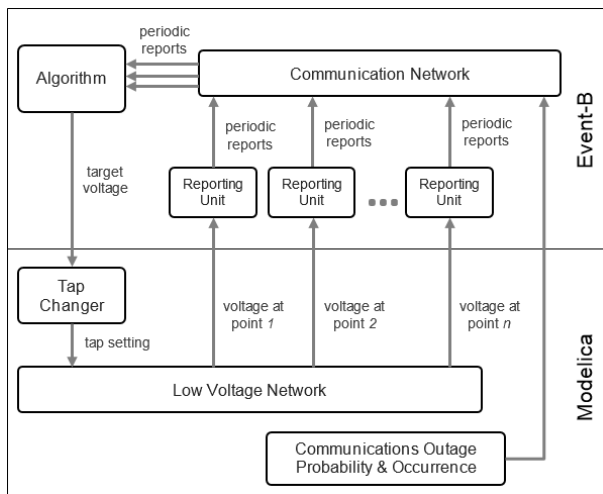 periodic
reports
Algorithm
Communication Network
periodic
reports
periodic
reports
periodic
reports
Event-B
target
voltage
Reporting
Unit
Reporting
Unit
Reporting
Unit
Tap
Changer
voltage at
point 1
voltage at
point 2
voltage at
point n
tap setting
Low Voltage Network
Modelica
Communications Outage
Probability & Occurrence